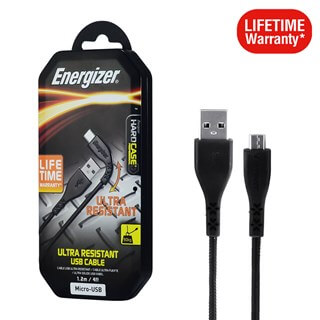 LIFETIME
Warranty*
Energizer
HARDCASE
LIFE
TIME
WARRANTY*
ULTRA
RESISTANT
ULTRA RESISTANT
USB CABLE
1.2m / 4ft
Micro-USB